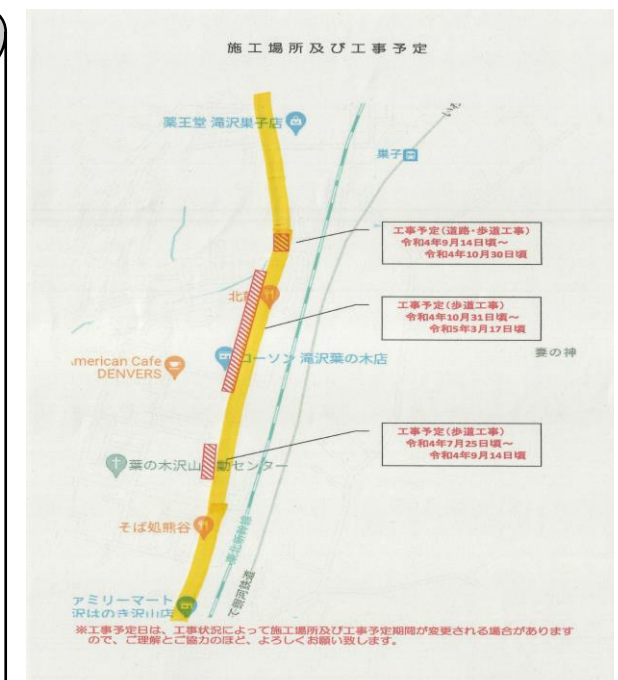 施工場所及び工事予定
薬王堂 滝沢巣子店
巣子
工事予定(道路・歩道工事)
令和4年9月14日頃～
令和4年10月30日頃
北
工事予定(歩道工事)
令和4年10月31日頃～
令和5年3月17日頃
merican Cafe
DENVERS
ローソン 滝沢葉の木店
妻の神
工事予定(歩道工事)
令和4年7月25日頃～
令和4年9月14日頃
葉の木沢山 動センター
そば処熊谷
東北新幹線
て銀河鉄道
ァミリーマート
沢はのき沢山店
※工事予定日は、工事状況によって施工場所及び工事予定期間が変更される場合があります
ので、ご理解とご協力のほど、よろしくお願い致します。